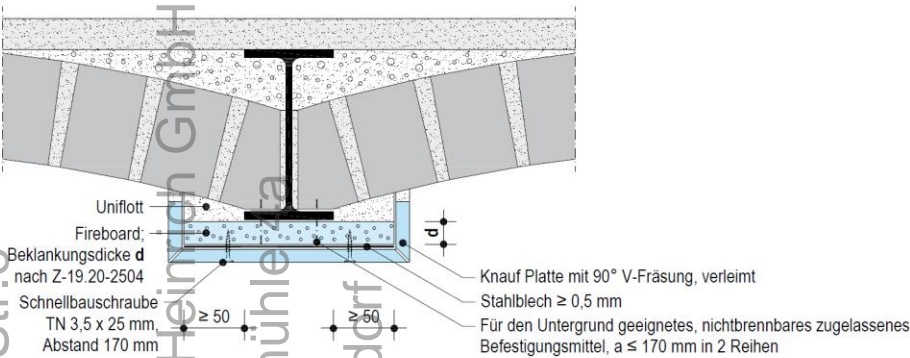 Uniflott
Fireboard;
Beklankungsdicke d
nach Z-19.20-2504
Schnellbauschraube
TN 3,5 x 25 mm,
Abstand 170 mm
≥ 50
≥ 50
d
Knauf Platte mit 90° V-Fräsung, verleimt
Stahlblech ≥ 0,5 mm
Für den Untergrund geeignetes, nichtbrennbares zugelassenes
Befestigungsmittel, a ≤ 170 mm in 2 Reihen
Heinrich GmbH